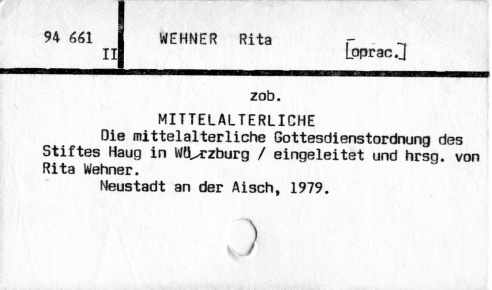 94 661 WEHNER Rita
II [oprac.]
zob.
MITTELALTERLICHE
Die mittelalterliche Gottesdienstordnung des
Stiftes Haug in Würzburg / eingeleitet und hrsg. von
Rita Wehner.
Neustadt an der Aisch, 1979.